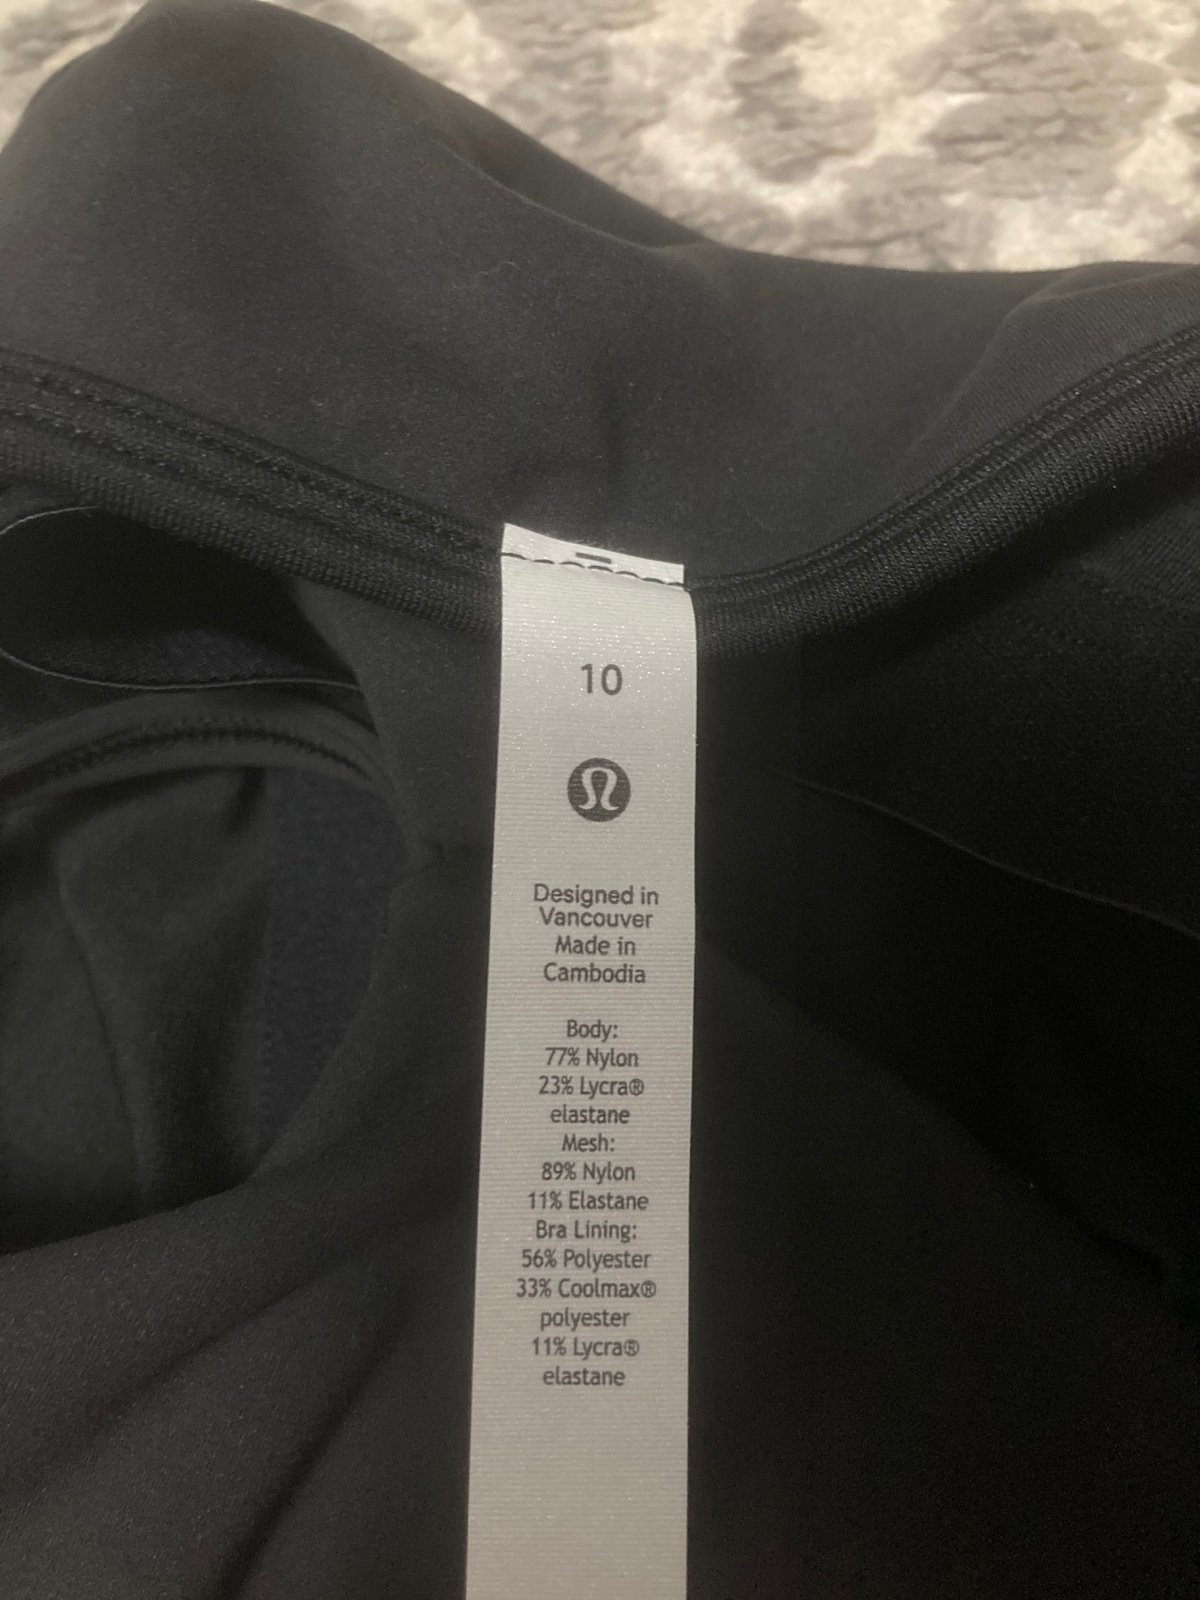 10
Designed in
Vancouver
Made in
Cambodia
Body:
77% Nylon
23% Lycra®
elastane
Mesh:
89% Nylon
11% Elastane
Bra Lining:
56% Polyester
33% Coolmax®
polyester
11% Lycra®
elastane